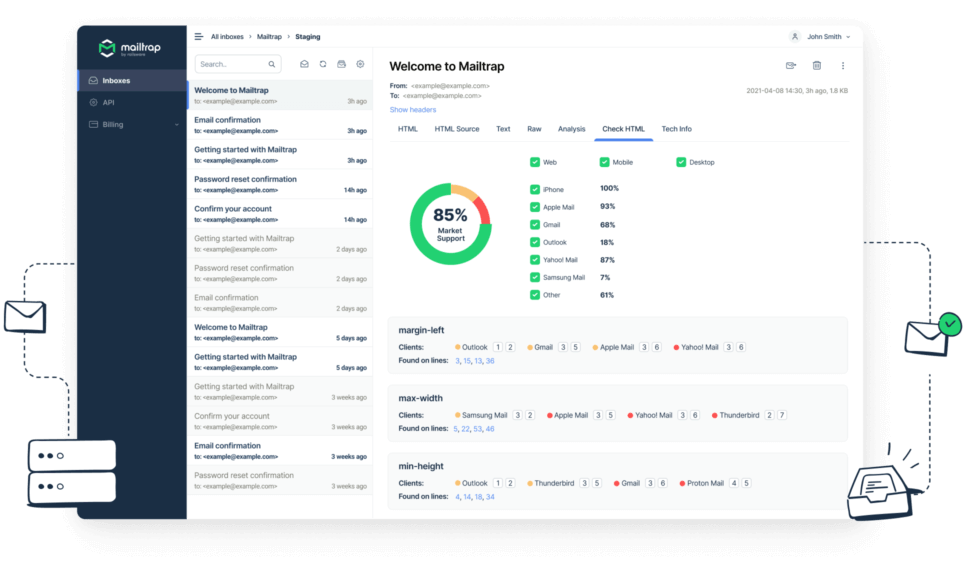 mailtrap
by railsware
Inboxes
API
Billing
All inboxes › Mailtrap › Staging
John Smith
Search..
Welcome to Mailtrap
to: <example@example.com> 3h ago
Email confirmation
to: <example@example.com> 3h ago
Getting started with Mailtrap
to: <example@example.com> 3h ago
Password reset confirmation
to: <example@example.com> 14h ago
Confirm your account
to: <example@example.com> 14h ago
Getting started with Mailtrap
to: <example@example.com> 2 days ago
Password reset confirmation
to: <example@example.com> 2 days ago
Email confirmation
to: <example@example.com> 2 days ago
Welcome to Mailtrap
to: <example@example.com> 5 days ago
Getting started with Mailtrap
to: <example@example.com> 5 days ago
Getting started with Mailtrap
to: <example@example.com> 3 weeks ago
Confirm your account
to: <example@example.com> 3 weeks ago
Email confirmation
to: <example@example.com> 3 weeks ago
Password reset confirmation
to: <example@example.com> 3 weeks ago
Welcome to Mailtrap
From: <example@example.com>
To: <example@example.com>
2021-04-08 14:30, 3h ago, 1.8 KB
Show headers
HTML HTML Source Text Raw Analysis Check HTML Tech Info
Web Mobile Desktop
85%
Market
Support
iPhone 100%
Apple Mail 93%
Gmail 68%
Outlook 18%
Yahoo! Mail 87%
Samsung Mail 7%
Other 61%
margin-left
Clients: Outlook 1 2 Gmail 3 5 Apple Mail 3 6 Yahoo! Mail 3 6
Found on lines: 3, 15, 13, 36
max-width
Clients: Samsung Mail 3 2 Apple Mail 3 5 Yahoo! Mail 3 6 Thunderbird 2 7
Found on lines: 5, 22, 53, 46
min-height
Clients: Outlook 1 2 Thunderbird 3 5 Gmail 3 6 Proton Mail 4 5
Found on lines: 4, 14, 18, 34